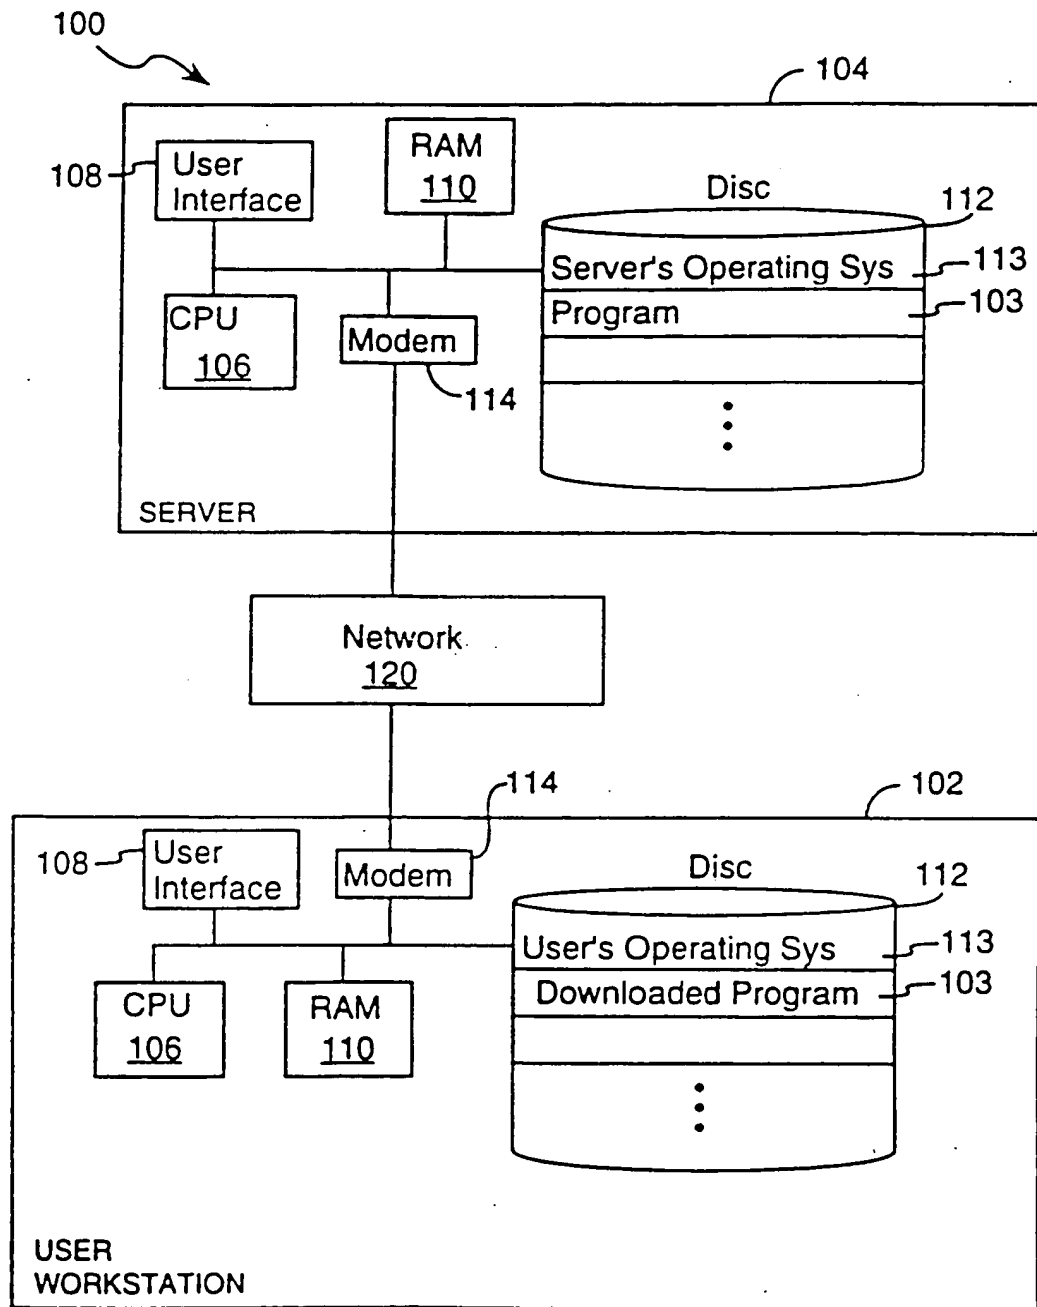 100
104
108
User
Interface
RAM
110
Disc
112
Server's Operating Sys
113
Program
103
CPU
106
Modem
114
SERVER
Network
120
114
102
108
User
Interface
Modem
Disc
112
User's Operating Sys
113
Downloaded Program
103
CPU
106
RAM
110
USER
WORKSTATION